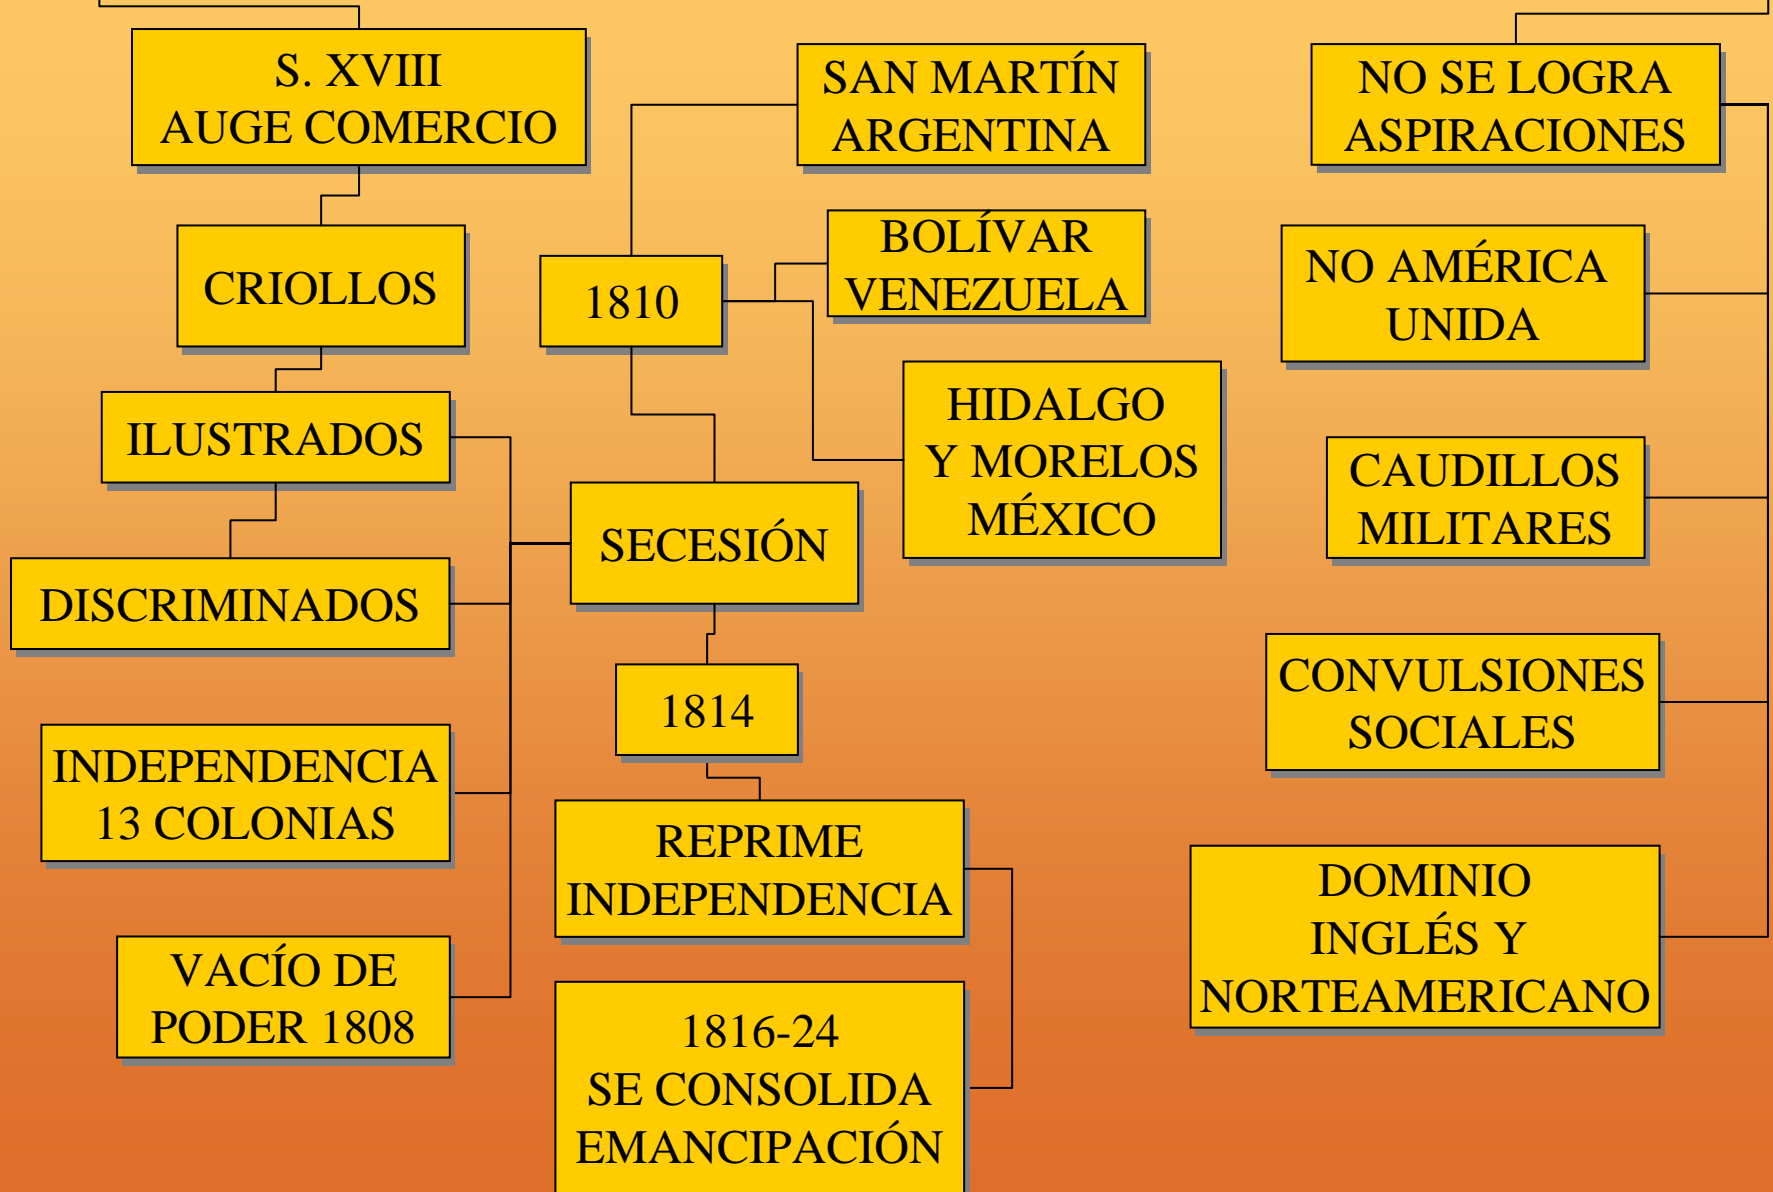 S. XVIII
AUGE COMERCIO
CRIOLLOS
ILUSTRADOS
DISCRIMINADOS
INDEPENDENCIA
13 COLONIAS
VACÍO DE
PODER 1808
SAN MARTÍN
ARGENTINA
BOLÍVAR
VENEZUELA
1810
HIDALGO
Y MORELOS
MÉXICO
SECESIÓN
1814
REPRIME
INDEPENDENCIA
1816-24
SE CONSOLIDA
EMANCIPACIÓN
NO SE LOGRA
ASPIRACIONES
NO AMÉRICA
UNIDA
CAUDILLOS
MILITARES
CONVULSIONES
SOCIALES
DOMINIO
INGLÉS Y
NORTEAMERICANO